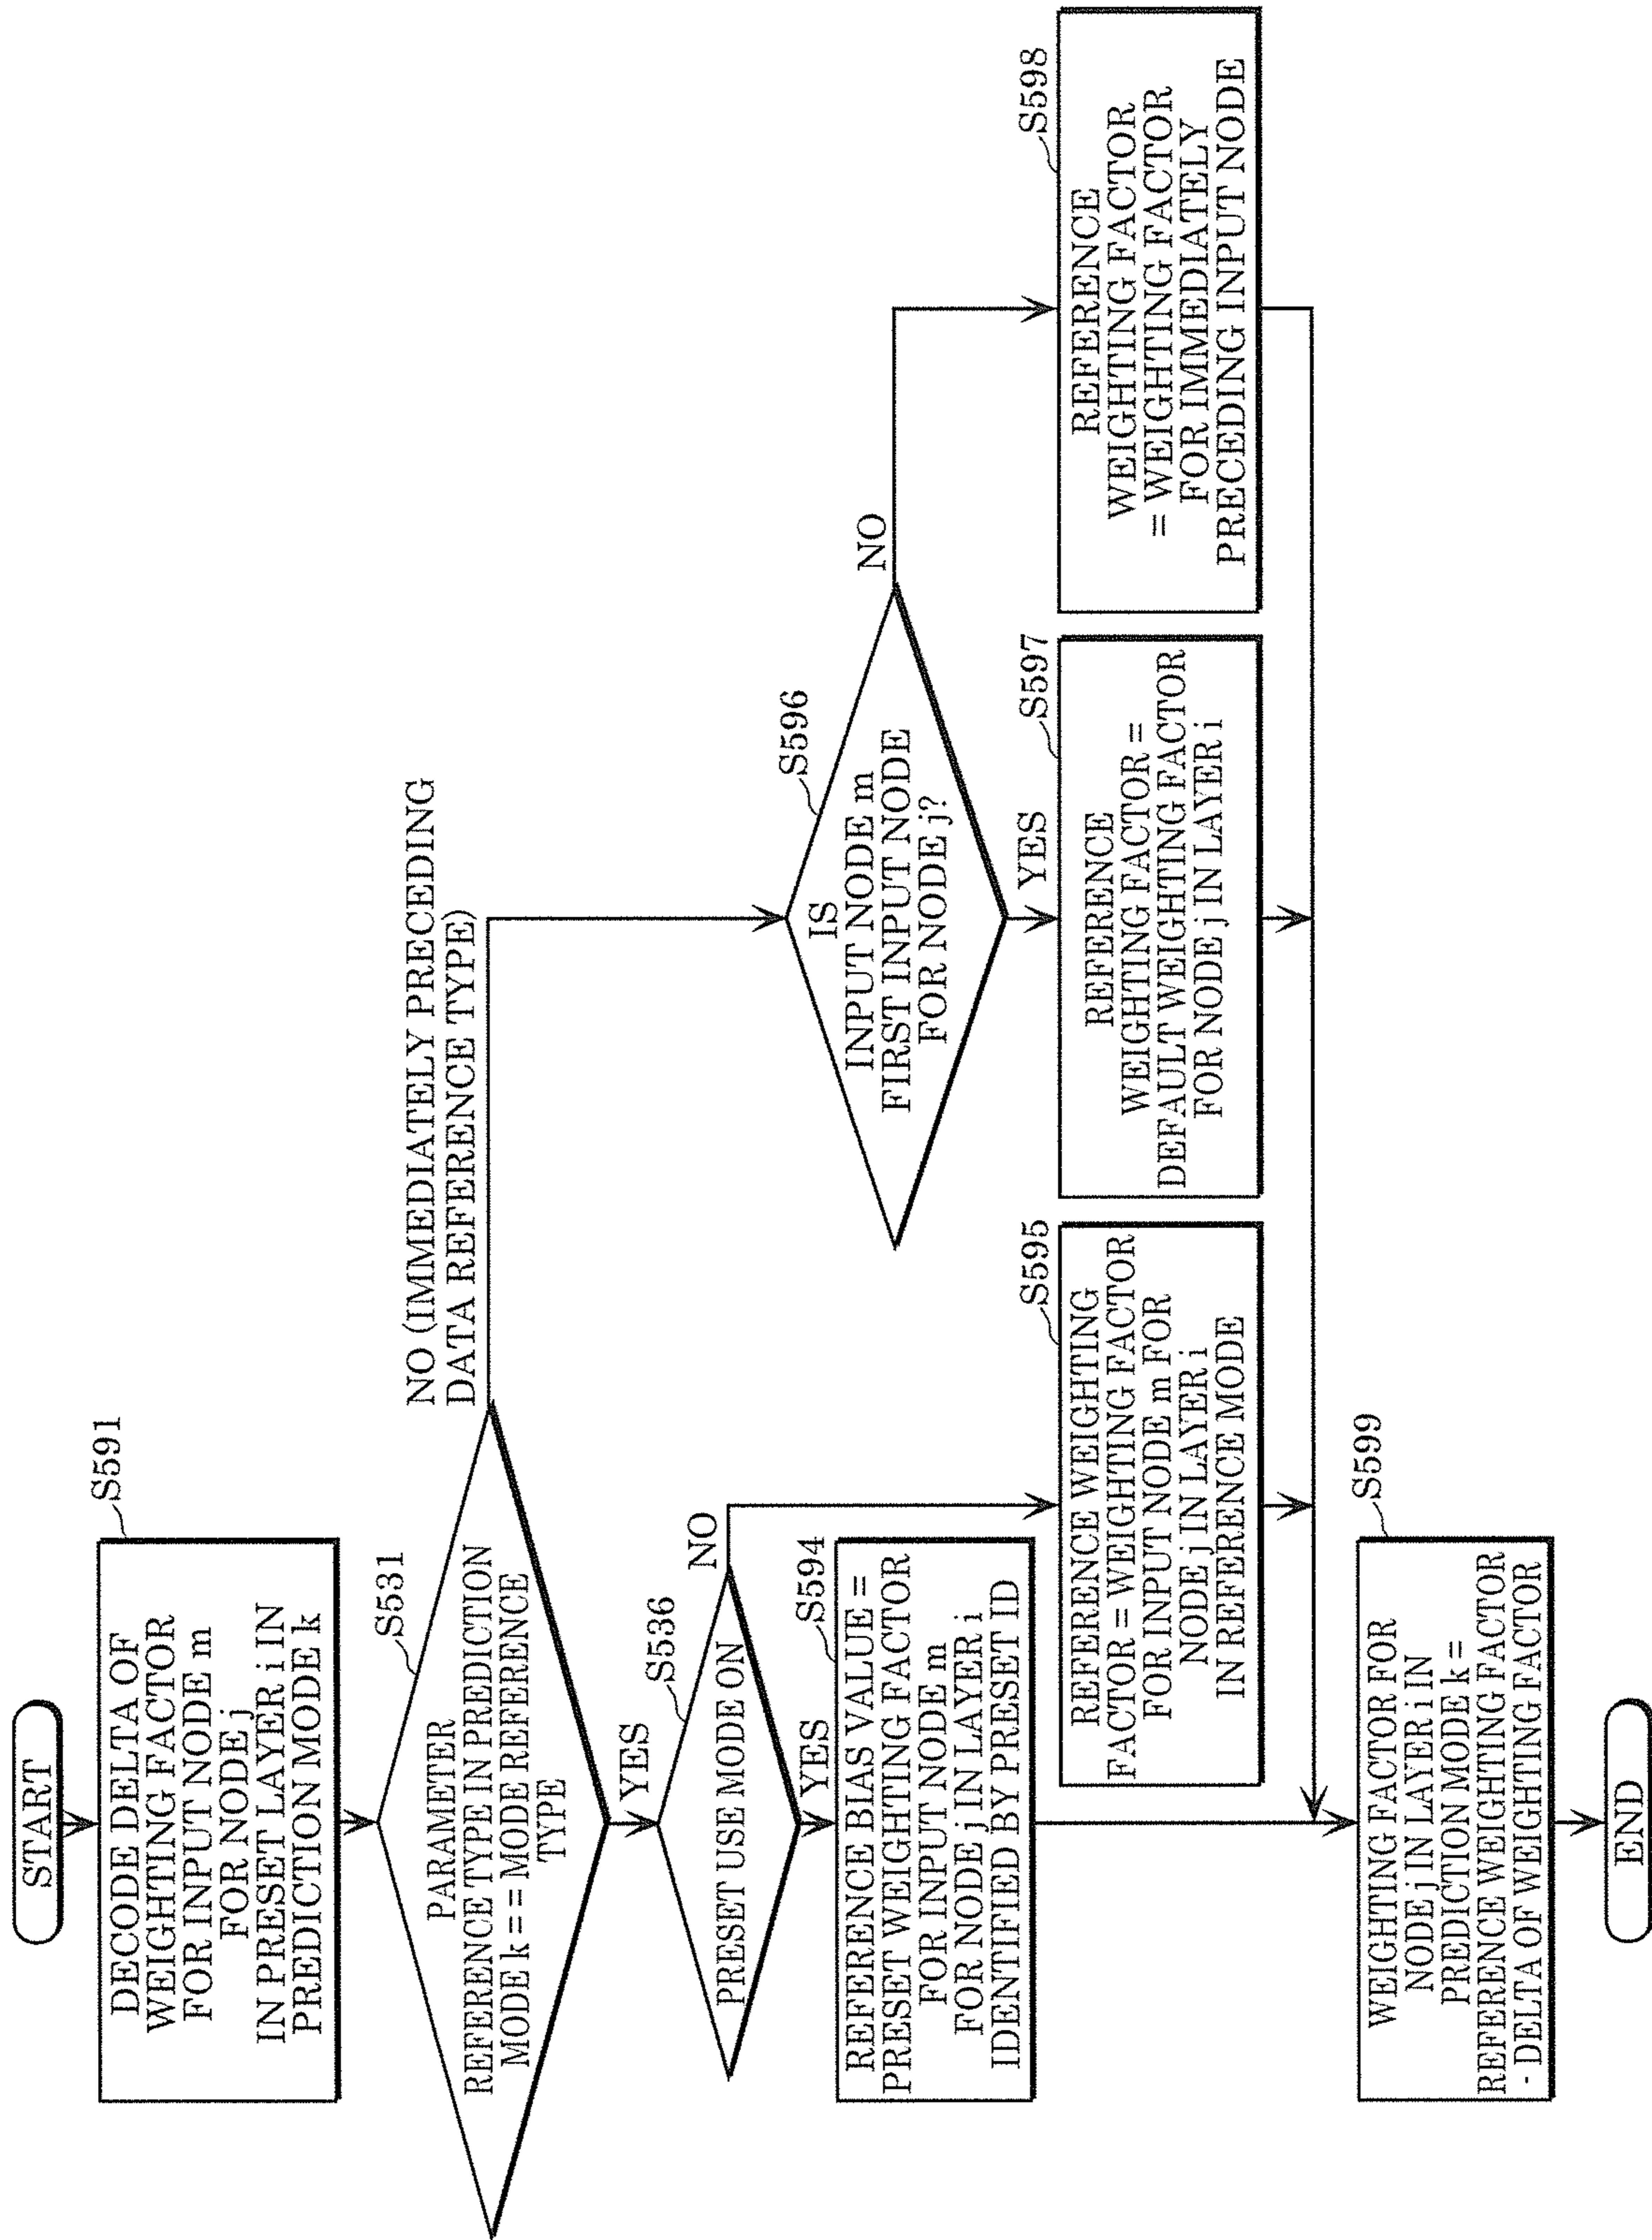 START
S591
DECODE DELTA OF
WEIGHTING FACTOR
FOR INPUT NODE m
FOR NODE j
IN PRESET LAYER i IN
PREDICTION MODE k
S531
PARAMETER
REFERENCE TYPE IN PREDICTION
MODE k == MODE REFERENCE
TYPE
NO (IMMEDIATELY PRECEDING
DATA REFERENCE TYPE)
YES
S536
PRESET USE MODE ON
NO
YES
S594
REFERENCE BIAS VALUE =
PRESET WEIGHTING FACTOR
FOR INPUT NODE m
FOR NODE j IN LAYER i
IDENTIFIED BY PRESET ID
S595
REFERENCE WEIGHTING
FACTOR = WEIGHTING FACTOR
FOR INPUT NODE m FOR
NODE j IN LAYER i
IN REFERENCE MODE
S596
IS
INPUT NODE m
FIRST INPUT NODE
FOR NODE j?
NO
YES
S597
REFERENCE
WEIGHTING FACTOR =
DEFAULT WEIGHTING FACTOR
FOR NODE j IN LAYER i
S598
REFERENCE
WEIGHTING FACTOR
= WEIGHTING FACTOR
FOR IMMEDIATELY
PRECEDING INPUT NODE
S599
WEIGHTING FACTOR FOR
NODE j IN LAYER i IN
PREDICTION MODE k =
REFERENCE WEIGHTING FACTOR
- DELTA OF WEIGHTING FACTOR
END